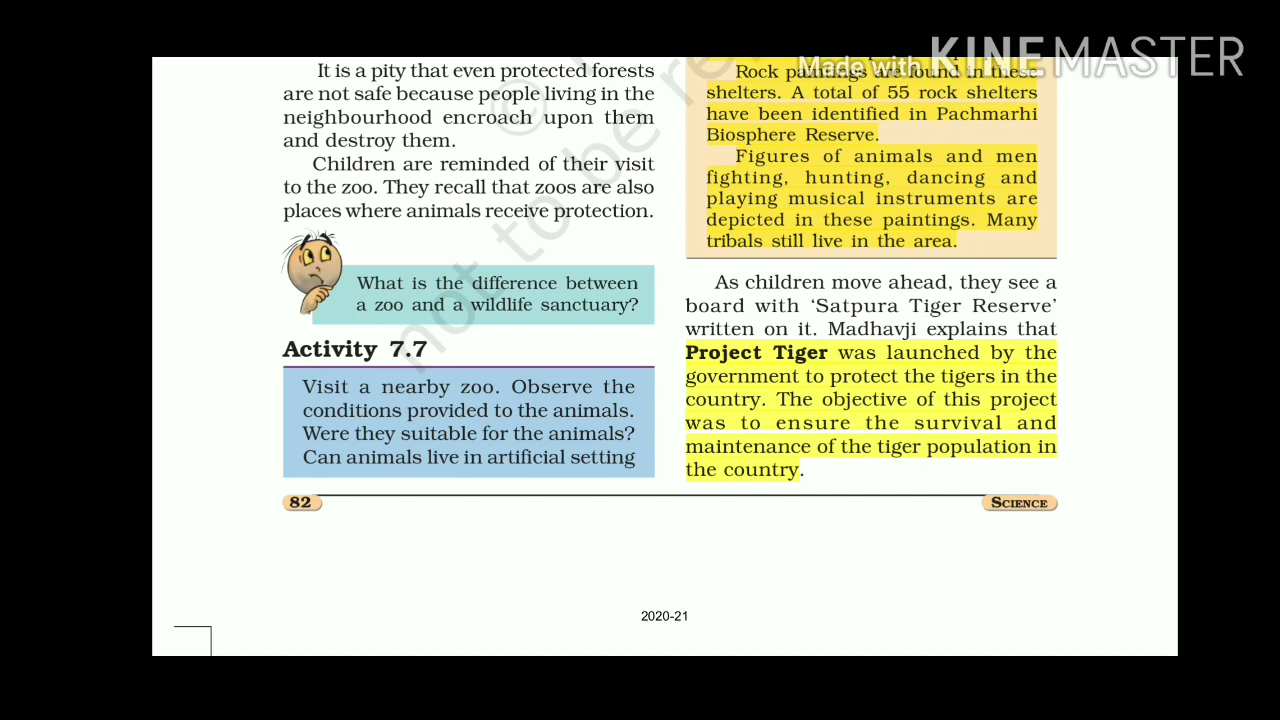 Made with KINEMASTER
It is a pity that even protected forests
are not safe because people living in the
neighbourhood encroach upon them
and destroy them.
Children are reminded of their visit
to the zoo. They recall that zoos are also
places where animals receive protection.
What is the difference between
a zoo and a wildlife sanctuary?
Activity 7.7
Visit a nearby zoo. Observe the
conditions provided to the animals.
Were they suitable for the animals?
Can animals live in artificial setting
Rock paintings are found in these
shelters. A total of 55 rock shelters
have been identified in Pachmarhi
Biosphere Reserve.
Figures of animals and men
fighting, hunting, dancing and
playing musical instruments are
depicted in these paintings. Many
tribals still live in the area.
As children move ahead, they see a
board with ‘Satpura Tiger Reserve’
written on it. Madhavji explains that
Project Tiger was launched by the
government to protect the tigers in the
country. The objective of this project
was to ensure the survival and
maintenance of the tiger population in
the country.
82
SCIENCE
2020-21
© not to be re